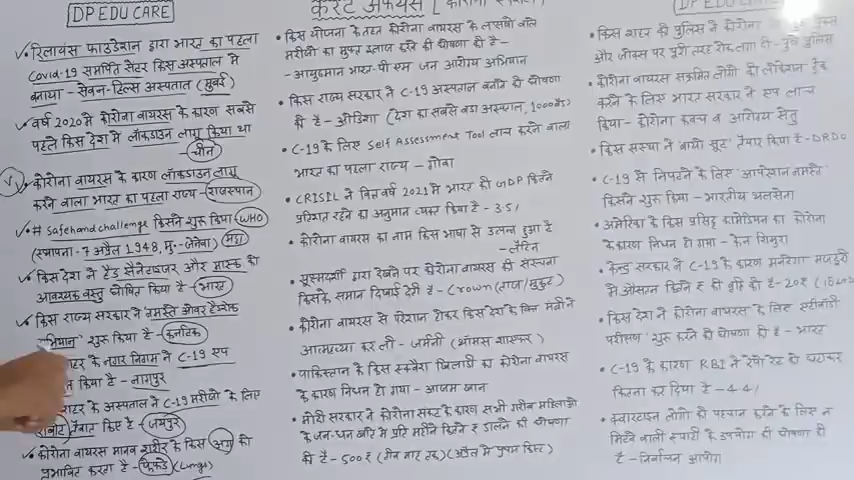 DP EDU CARE
करंट अफेयर्स
DP EDU CARE
रिलायंस फाउंडेशन द्वारा भारत का पहला
Covid-19 समर्पित सेंटर किस अस्पताल में
बनाया - सेवन-हिल्स अस्पताल (मुंबई)
वर्ष 2020 में कोरोना वायरस के कारण सबसे
पहले किस देश में लॉकडाउन लागू किया था
- चीन
कोरोना वायरस के कारण लॉकडाउन लागू
करने वाला भारत का पहला राज्य - राजस्थान
# Safehandchallenge किसने शुरू किया - WHO
(स्थापना - 7 अप्रैल 1948, मु.- जेनेवा)
किस देश ने हैंड सैनेटाइजर और मास्क को
आवश्यक वस्तु घोषित किया है - भारत
किस राज्य सरकार ने 'नमस्ते ओवर हैंडशेक
अभियान' शुरू किया है - कर्नाटक
के नगर निगम ने C-19 एप
किया है - नागपुर
के अस्पताल ने C-19 मरीजों के लिए
रोबोट तैयार किए है - जयपुर
कोरोना वायरस मानव शरीर के किस अंग को
प्रभावित करता है - फेफड़े (Lungs)
किस योजना के तहत कोरोना वायरस के लक्षणों वाले
मरीजों का मुफ्त इलाज करने की घोषणा की है -
- आयुष्मान भारत-पी एम जन आरोग्य अभियान
किस राज्य सरकार ने C-19 अस्पताल बनाने की घोषणा
की है - ओडिशा (देश का सबसे बड़ा अस्पताल, 1000
C-19 के लिए Self Assessment Tool लांच करने वाला
भारत का पहला राज्य - गोवा
CRISIL ने वित्त वर्ष 2021 में भारत की GDP कितने
प्रतिशत रहने का अनुमान व्यक्त किया है - 3.5%
कोरोना वायरस का नाम किस भाषा से उत्पन्न हुआ है
- लैटिन
सूक्ष्मदर्शी द्वारा देखने पर कोरोना वायरस की संरचना
किसके समान दिखाई देती है - Crown (ताज/मुकुट)
कोरोना वायरस से परेशान होकर किस देश के वित्त मंत्री ने
आत्महत्या कर ली - जर्मनी (थॉमस शाफर)
पाकिस्तान के किस स्क्वैश खिलाड़ी का कोरोना वायरस
के कारण निधन हो गया - आजम खान
मोदी सरकार ने कोरोना संकट के कारण सभी गरीब महिलाओं
के जन-धन खाते में प्रति महीने कितने ₹ डालने की घोषणा
की है - 500₹ (तीन माह तक) (अप्रैल में प्रथम किस्त)
किस शहर की पुलिस ने कोरोना
और जोक्स पर पूरी तरह रोक लगा दी - पुणे पुलिस
कोरोना वायरस संक्रमित लोगों की लोकेशन ट्रैक
करने के लिए भारत सरकार ने एप लांच
किया - कोरोना कवच व आरोग्य सेतु
किस संस्था ने 'बायो सूट' तैयार किया है - DRDO
C-19 से निपटने के लिए 'आपरेशन नमस्ते'
किसने शुरू किया - भारतीय थलसेना
अमेरिका के किस प्रसिद्ध कॉमेडियन का कोरोना
के कारण निधन हो गया - केन शिमुरा
केन्द्र सरकार ने C-19 के कारण मनरेगा मजदूरी
में औसतन कितने ₹ की वृद्धि की है - 20₹
किस देश ने कोरोना वायरस के लिए एंटीबॉडी
परीक्षण शुरू करने की घोषणा की है - भारत
C-19 के कारण RBI ने रेपो रेट को घटाकर
कितना कर दिया है - 4.4%
क्वारंटाइन लोगों की पहचान करने के लिए न
मिटने वाली स्याही के उपयोग की घोषणा की
है - निर्वाचन आयोग